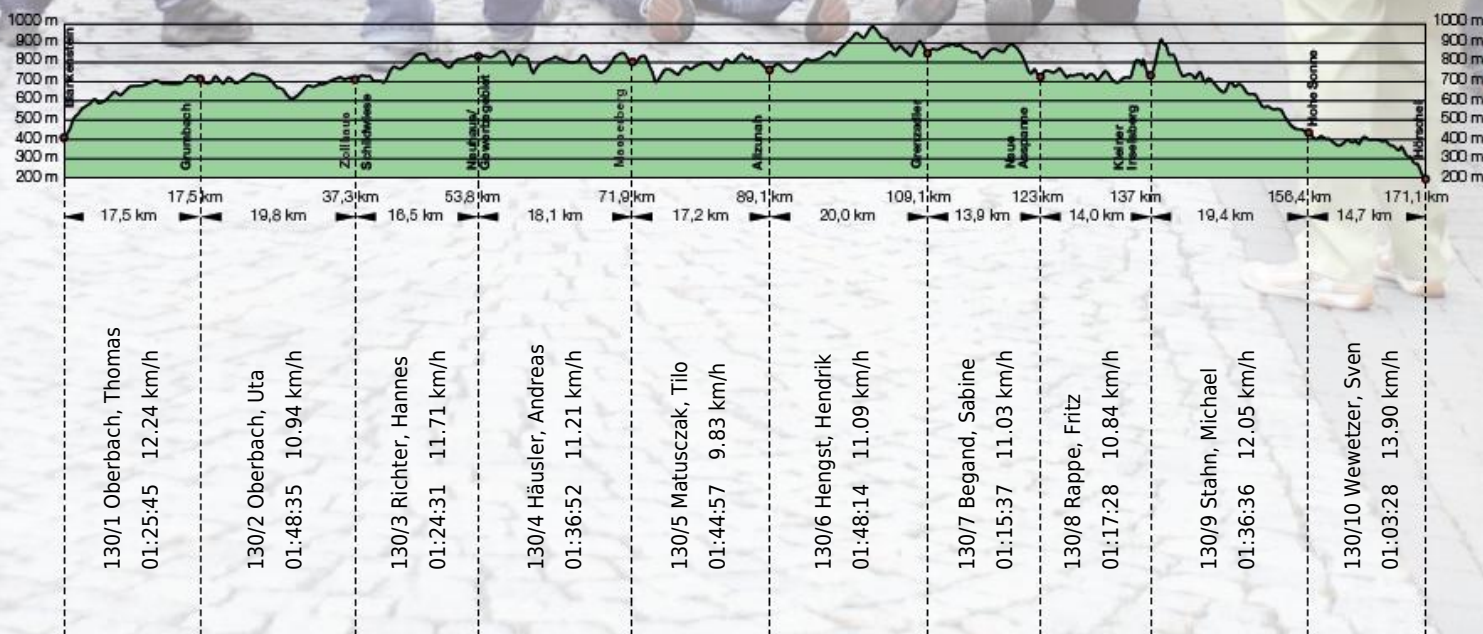 1000 m
900 m
800 m
700 m
600 m
500 m
400 m
300 m
200 m
1000 m
900 m
800 m
700 m
600 m
500 m
400 m
300 m
200 m
Blankenstein
Grumbach
Zollhaus
Schildwiese
Neuhaus/
Masserberg
Allzunah
Grenzadler
Neue
Ausspanne
Kleiner
Inselsberg
Hohe Sonne
Hörschel
17,5 km 37,3 km 53,8 km 71,9 km 89,1 km 109,1 km 123 km 137 km 156,4 km 171,1 km
17,5 km 19,8 km 16,5 km 18,1 km 17,2 km 20,0 km 13,9 km 14,0 km 19,4 km 14,7 km
130/1 Oberbach, Thomas
01:25:45 12.24 km/h
130/2 Oberbach, Uta
01:48:35 10.94 km/h
130/3 Richter, Hannes
01:24:31 11.71 km/h
130/4 Häusler, Andreas
01:36:52 11.21 km/h
130/5 Matusczak, Tilo
01:44:57 9.83 km/h
130/6 Hengst, Hendrik
01:48:14 11.09 km/h
130/7 Begand, Sabine
01:15:37 11.03 km/h
130/8 Rappe, Fritz
01:17:28 10.84 km/h
130/9 Stahn, Michael
01:36:36 12.05 km/h
130/10 Wewetzer, Sven
01:03:28 13.90 km/h